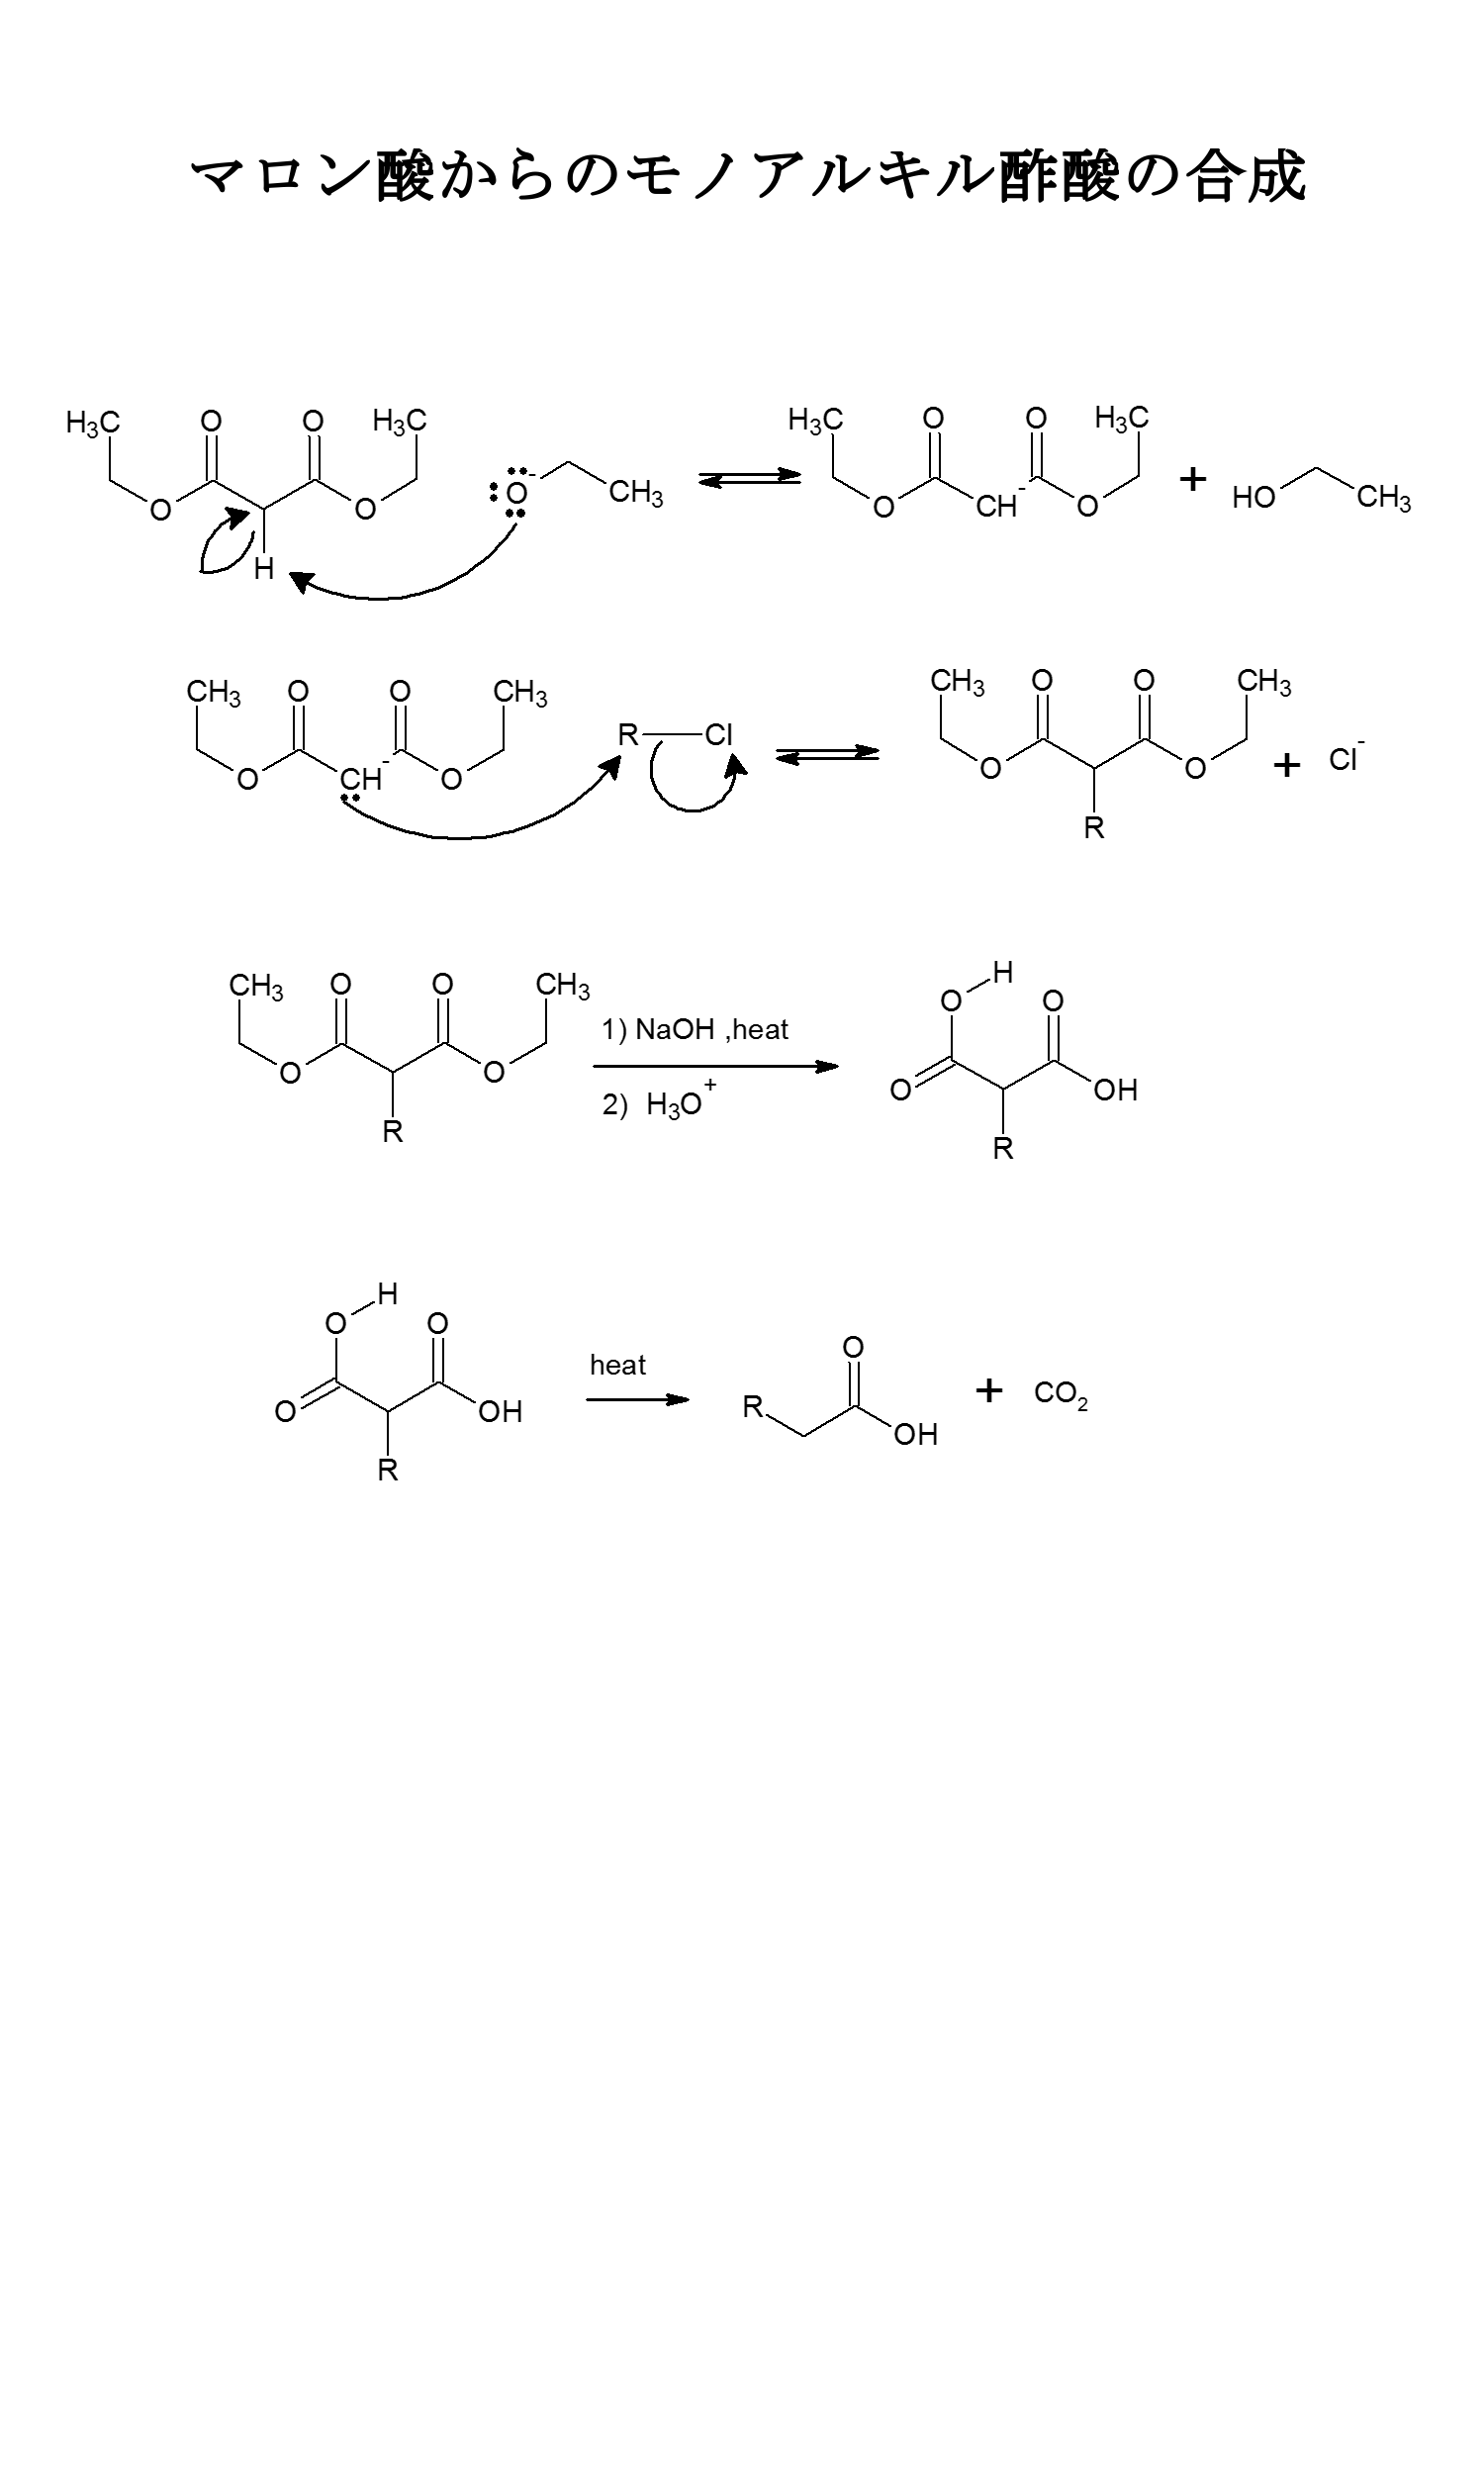 マロン酸からのモノアルキル酢酸の合成
H3C O O H3C
O O O- CH3
H
H3C O O H3C
O CH- O + HO CH3
CH3 O O CH3
O CH- O
R Cl
CH3 O O CH3
O O + Cl-
R
CH3 O O CH3
O O
R
1) NaOH ,heat
2) H3O+
H
O O
O OH
R
H
O O
O OH
R
heat
O
R OH
+ CO2